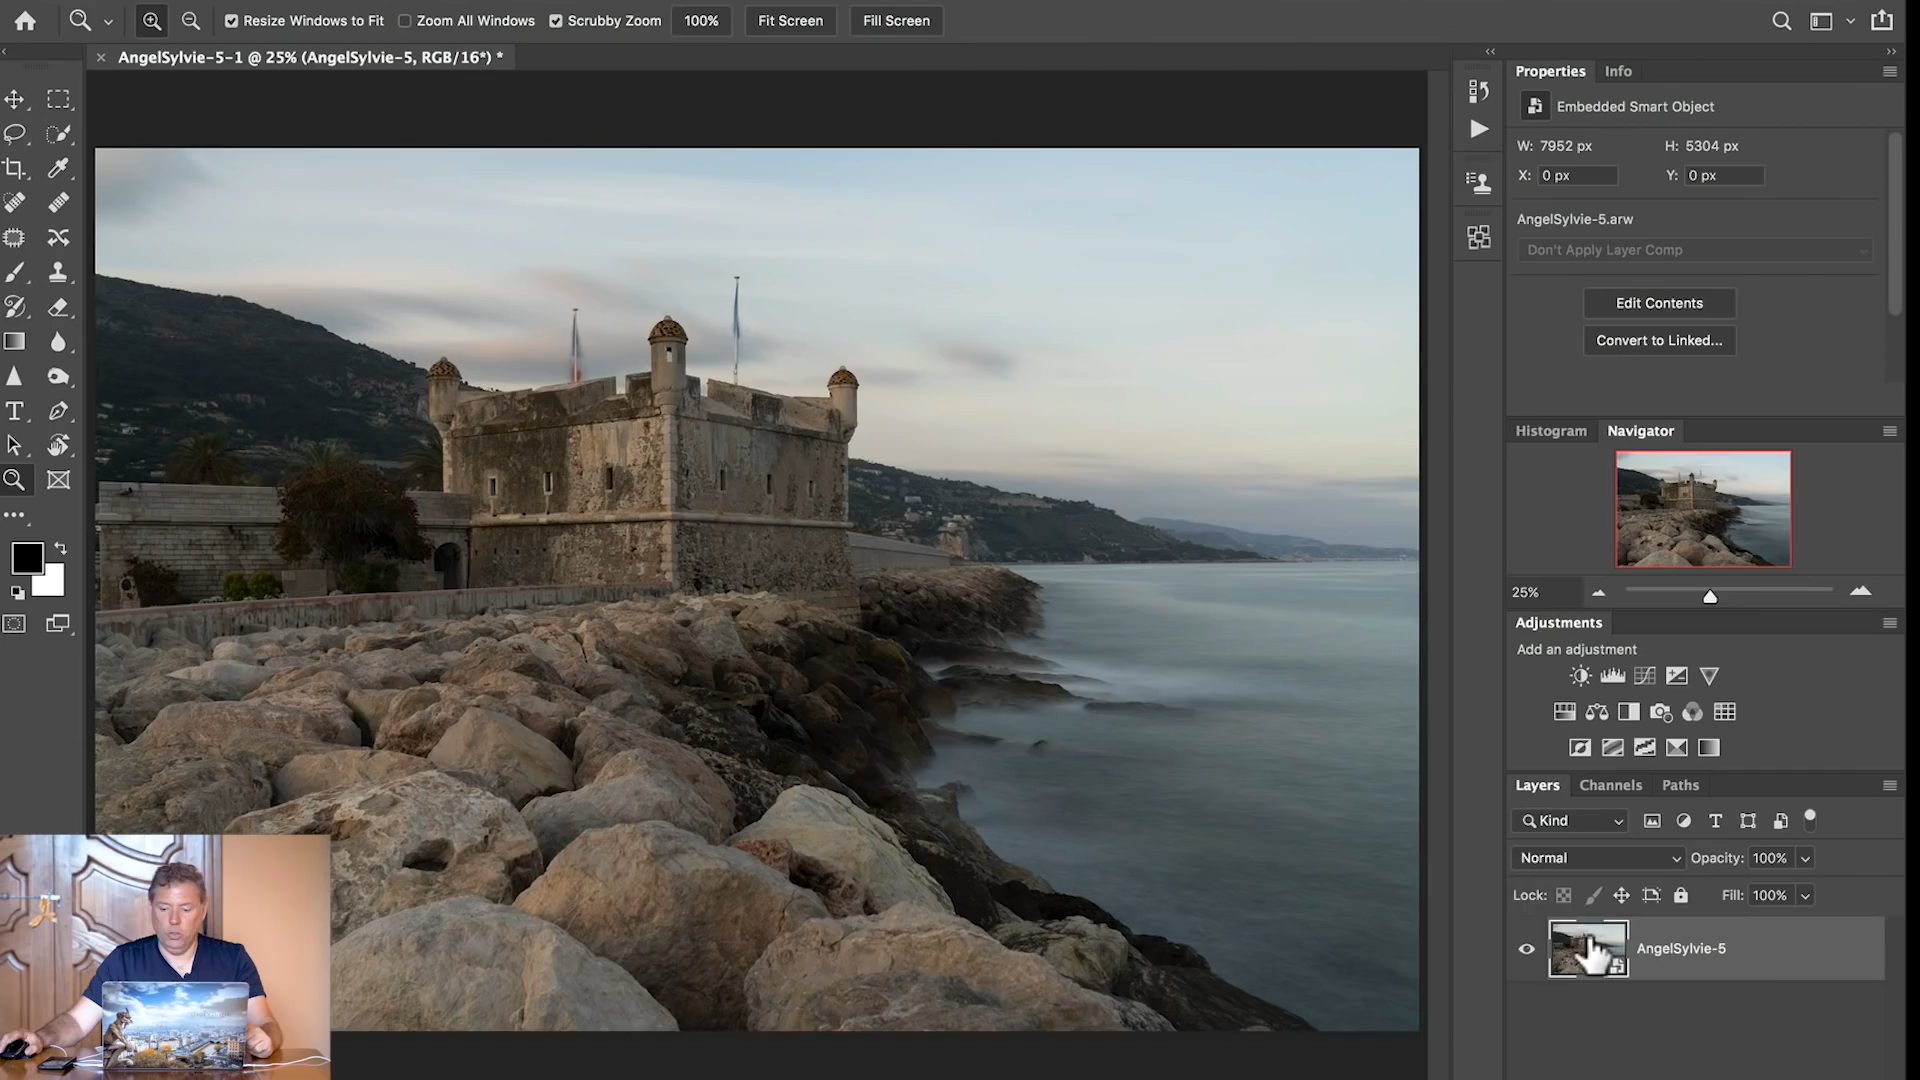 Resize Windows to Fit Zoom All Windows Scrubby Zoom 100% Fit Screen Fill Screen
AngelSylvie-5-1 @ 25% (AngelSylvie-5, RGB/16*) *
Properties Info
Embedded Smart Object
W: 7952 px H: 5304 px
X: 0 px Y: 0 px
AngelSylvie-5.arw
Don't Apply Layer Comp
Edit Contents
Convert to Linked...
Histogram Navigator
25%
Adjustments
Add an adjustment
Layers Channels Paths
Kind
Normal Opacity: 100%
Lock: Fill: 100%
AngelSylvie-5